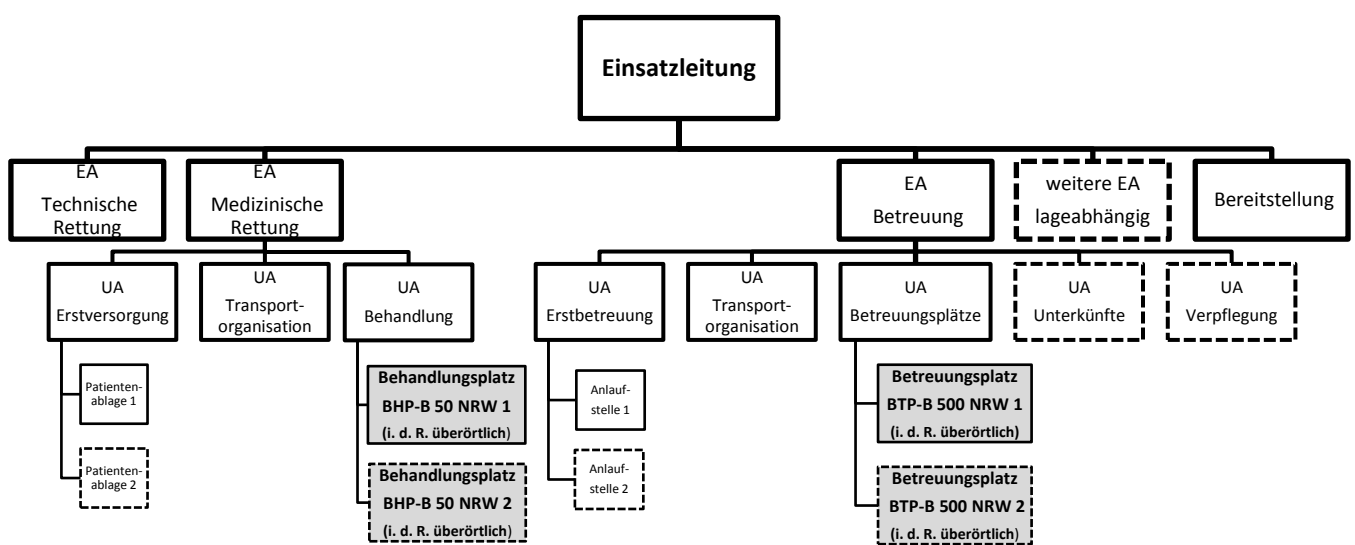 Einsatzleitung
EA
Technische
Rettung
EA
Medizinische
Rettung
EA
Betreuung
weitere EA
lageabhängig
Bereitstellung
UA
Erstversorgung
UA
Transport-
organisation
UA
Behandlung
UA
Erstbetreuung
UA
Transport-
organisation
UA
Betreuungsplätze
UA
Unterkünfte
UA
Verpflegung
Patienten-
ablage 1
Behandlungsplatz
BHP-B 50 NRW 1
(i. d. R. überörtlich)
Anlauf-
stelle 1
Betreuungsplatz
BTP-B 500 NRW 1
(i. d. R. überörtlich)
Patienten-
ablage 2
Behandlungsplatz
BHP-B 50 NRW 2
(i. d. R. überörtlich)
Anlauf-
stelle 2
Betreuungsplatz
BTP-B 500 NRW 2
(i. d. R. überörtlich)